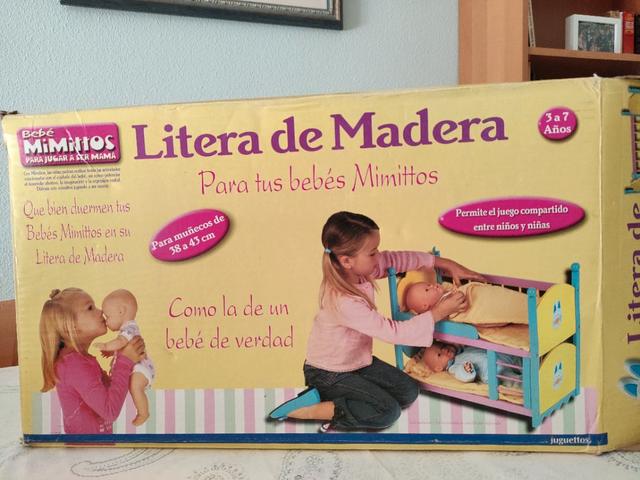 Bebé
MiMittos
PARA JUGAR A SER MAMÁ
Litera de Madera
3 a 7
Años
Para tus bebés Mimittos
Que bien duermen tus
Bebés Mimittos en su
Litera de Madera
Para muñecos de
38 a 43 cm
Permite el juego compartido
entre niños y niñas
Como la de un
bebé de verdad
juguettos
Litera de